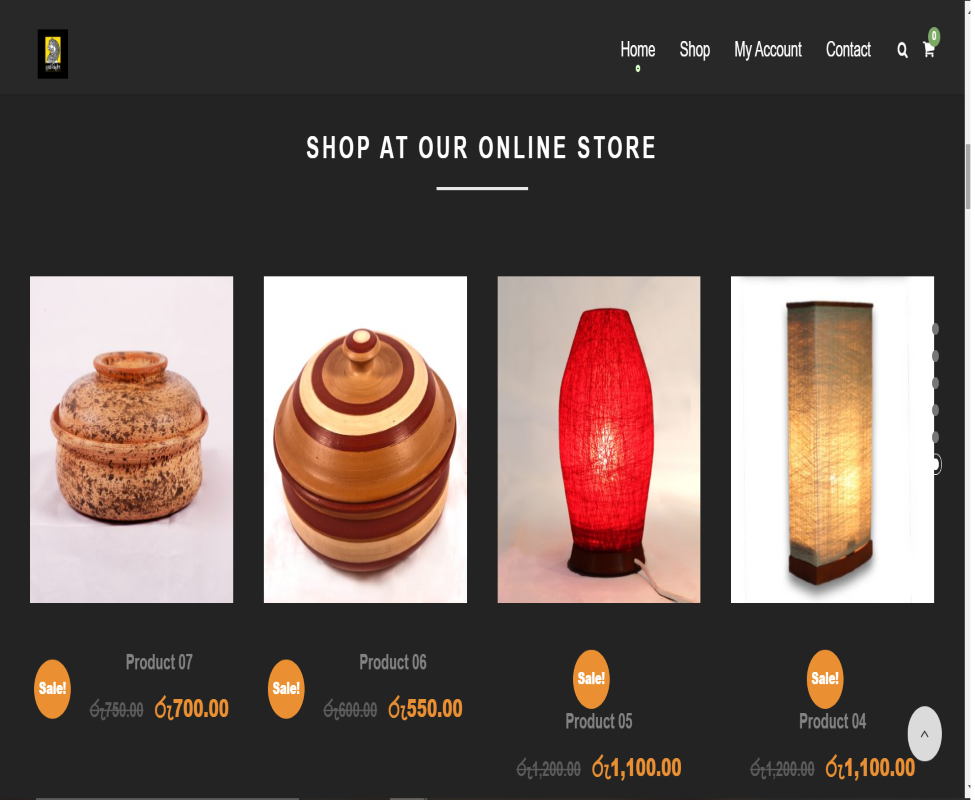 Home Shop My Account Contact 0
SHOP AT OUR ONLINE STORE
Product 07
Sale!
රු750.00 රු700.00
Product 06
Sale!
රු600.00 රු550.00
Sale!
Product 05
රු1,200.00 රු1,100.00
Sale!
Product 04
රු1,200.00 රු1,100.00